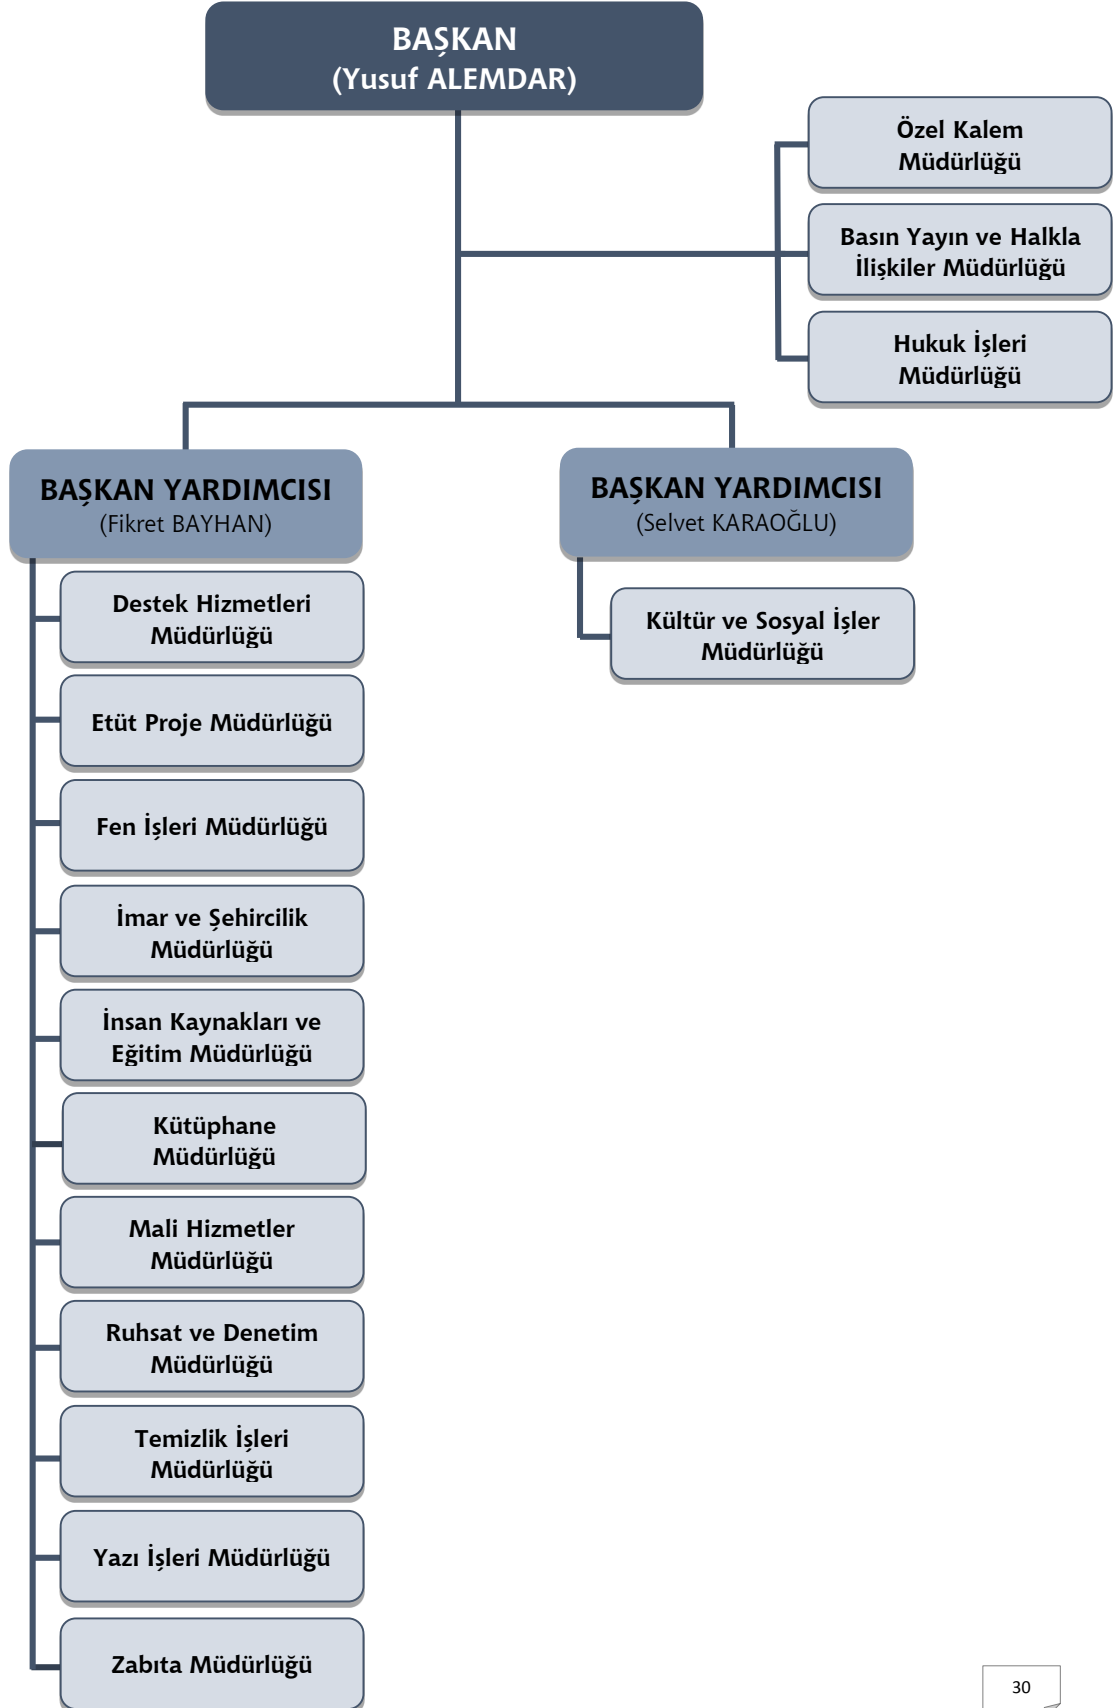 BAŞKAN
(Yusuf ALEMDAR)
Özel Kalem
Müdürlüğü
Basın Yayın ve Halkla
İlişkiler Müdürlüğü
Hukuk İşleri
Müdürlüğü
BAŞKAN YARDIMCISI
(Fikret BAYHAN)
BAŞKAN YARDIMCISI
(Selvet KARAOĞLU)
Destek Hizmetleri
Müdürlüğü
Kültür ve Sosyal İşler
Müdürlüğü
Etüt Proje Müdürlüğü
Fen İşleri Müdürlüğü
İmar ve Şehircilik
Müdürlüğü
İnsan Kaynakları ve
Eğitim Müdürlüğü
Kütüphane
Müdürlüğü
Mali Hizmetler
Müdürlüğü
Ruhsat ve Denetim
Müdürlüğü
Temizlik İşleri
Müdürlüğü
Yazı İşleri Müdürlüğü
Zabıta Müdürlüğü
30